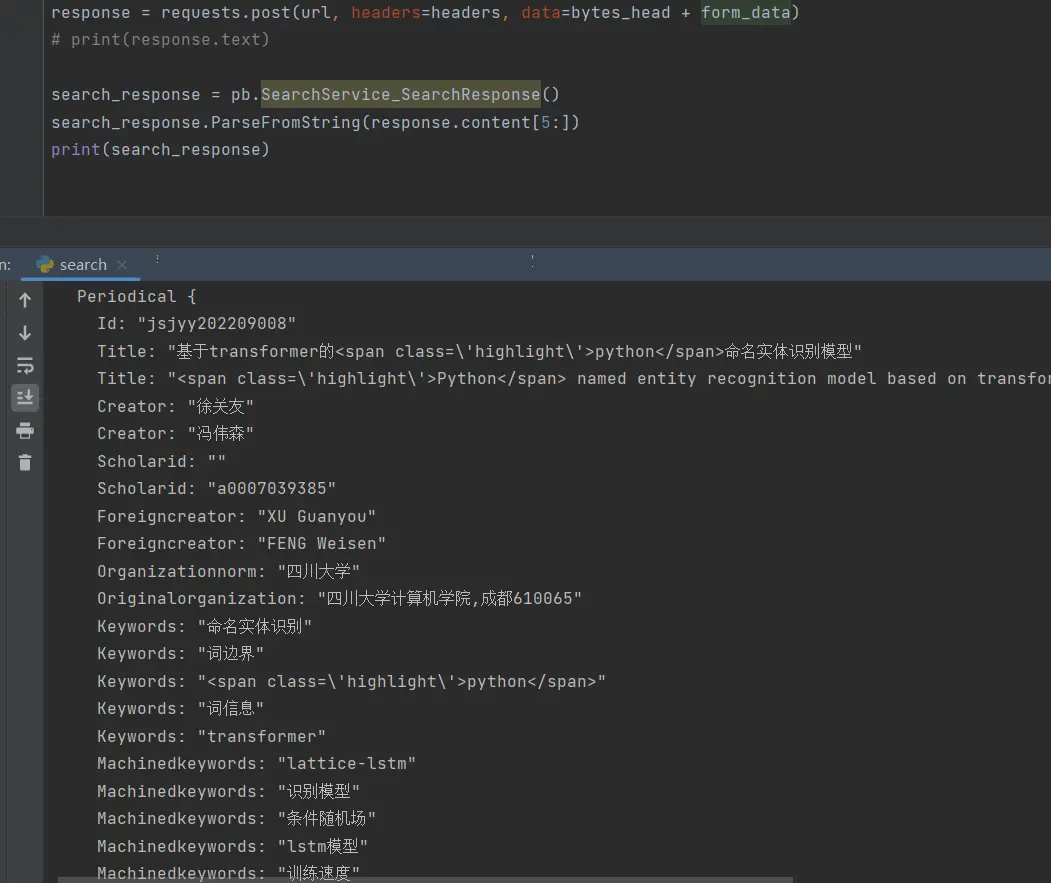 response = requests.post(url, headers=headers, data=bytes_head + form_data)
# print(response.text)
search_response = pb.SearchService_SearchResponse()
search_response.ParseFromString(response.content[5:])
print(search_response)
n: search
Periodical {
Id: "jsjyy202209008"
Title: "基于transformer的<span class=\'highlight\'>python</span>命名实体识别模型"
Title: "<span class=\'highlight\'>Python</span> named entity recognition model based on transfor
Creator: "徐关友"
Creator: "冯伟森"
Scholarid: ""
Scholarid: "a0007039385"
Foreigncreator: "XU Guanyou"
Foreigncreator: "FENG Weisen"
Organizationnorm: "四川大学"
Originalorganization: "四川大学计算机学院,成都610065"
Keywords: "命名实体识别"
Keywords: "词边界"
Keywords: "<span class=\'highlight\'>python</span>"
Keywords: "词信息"
Keywords: "transformer"
Machinedkeywords: "lattice-lstm"
Machinedkeywords: "识别模型"
Machinedkeywords: "条件随机场"
Machinedkeywords: "lstm模型"
Machinedkeywords: "训练速度"